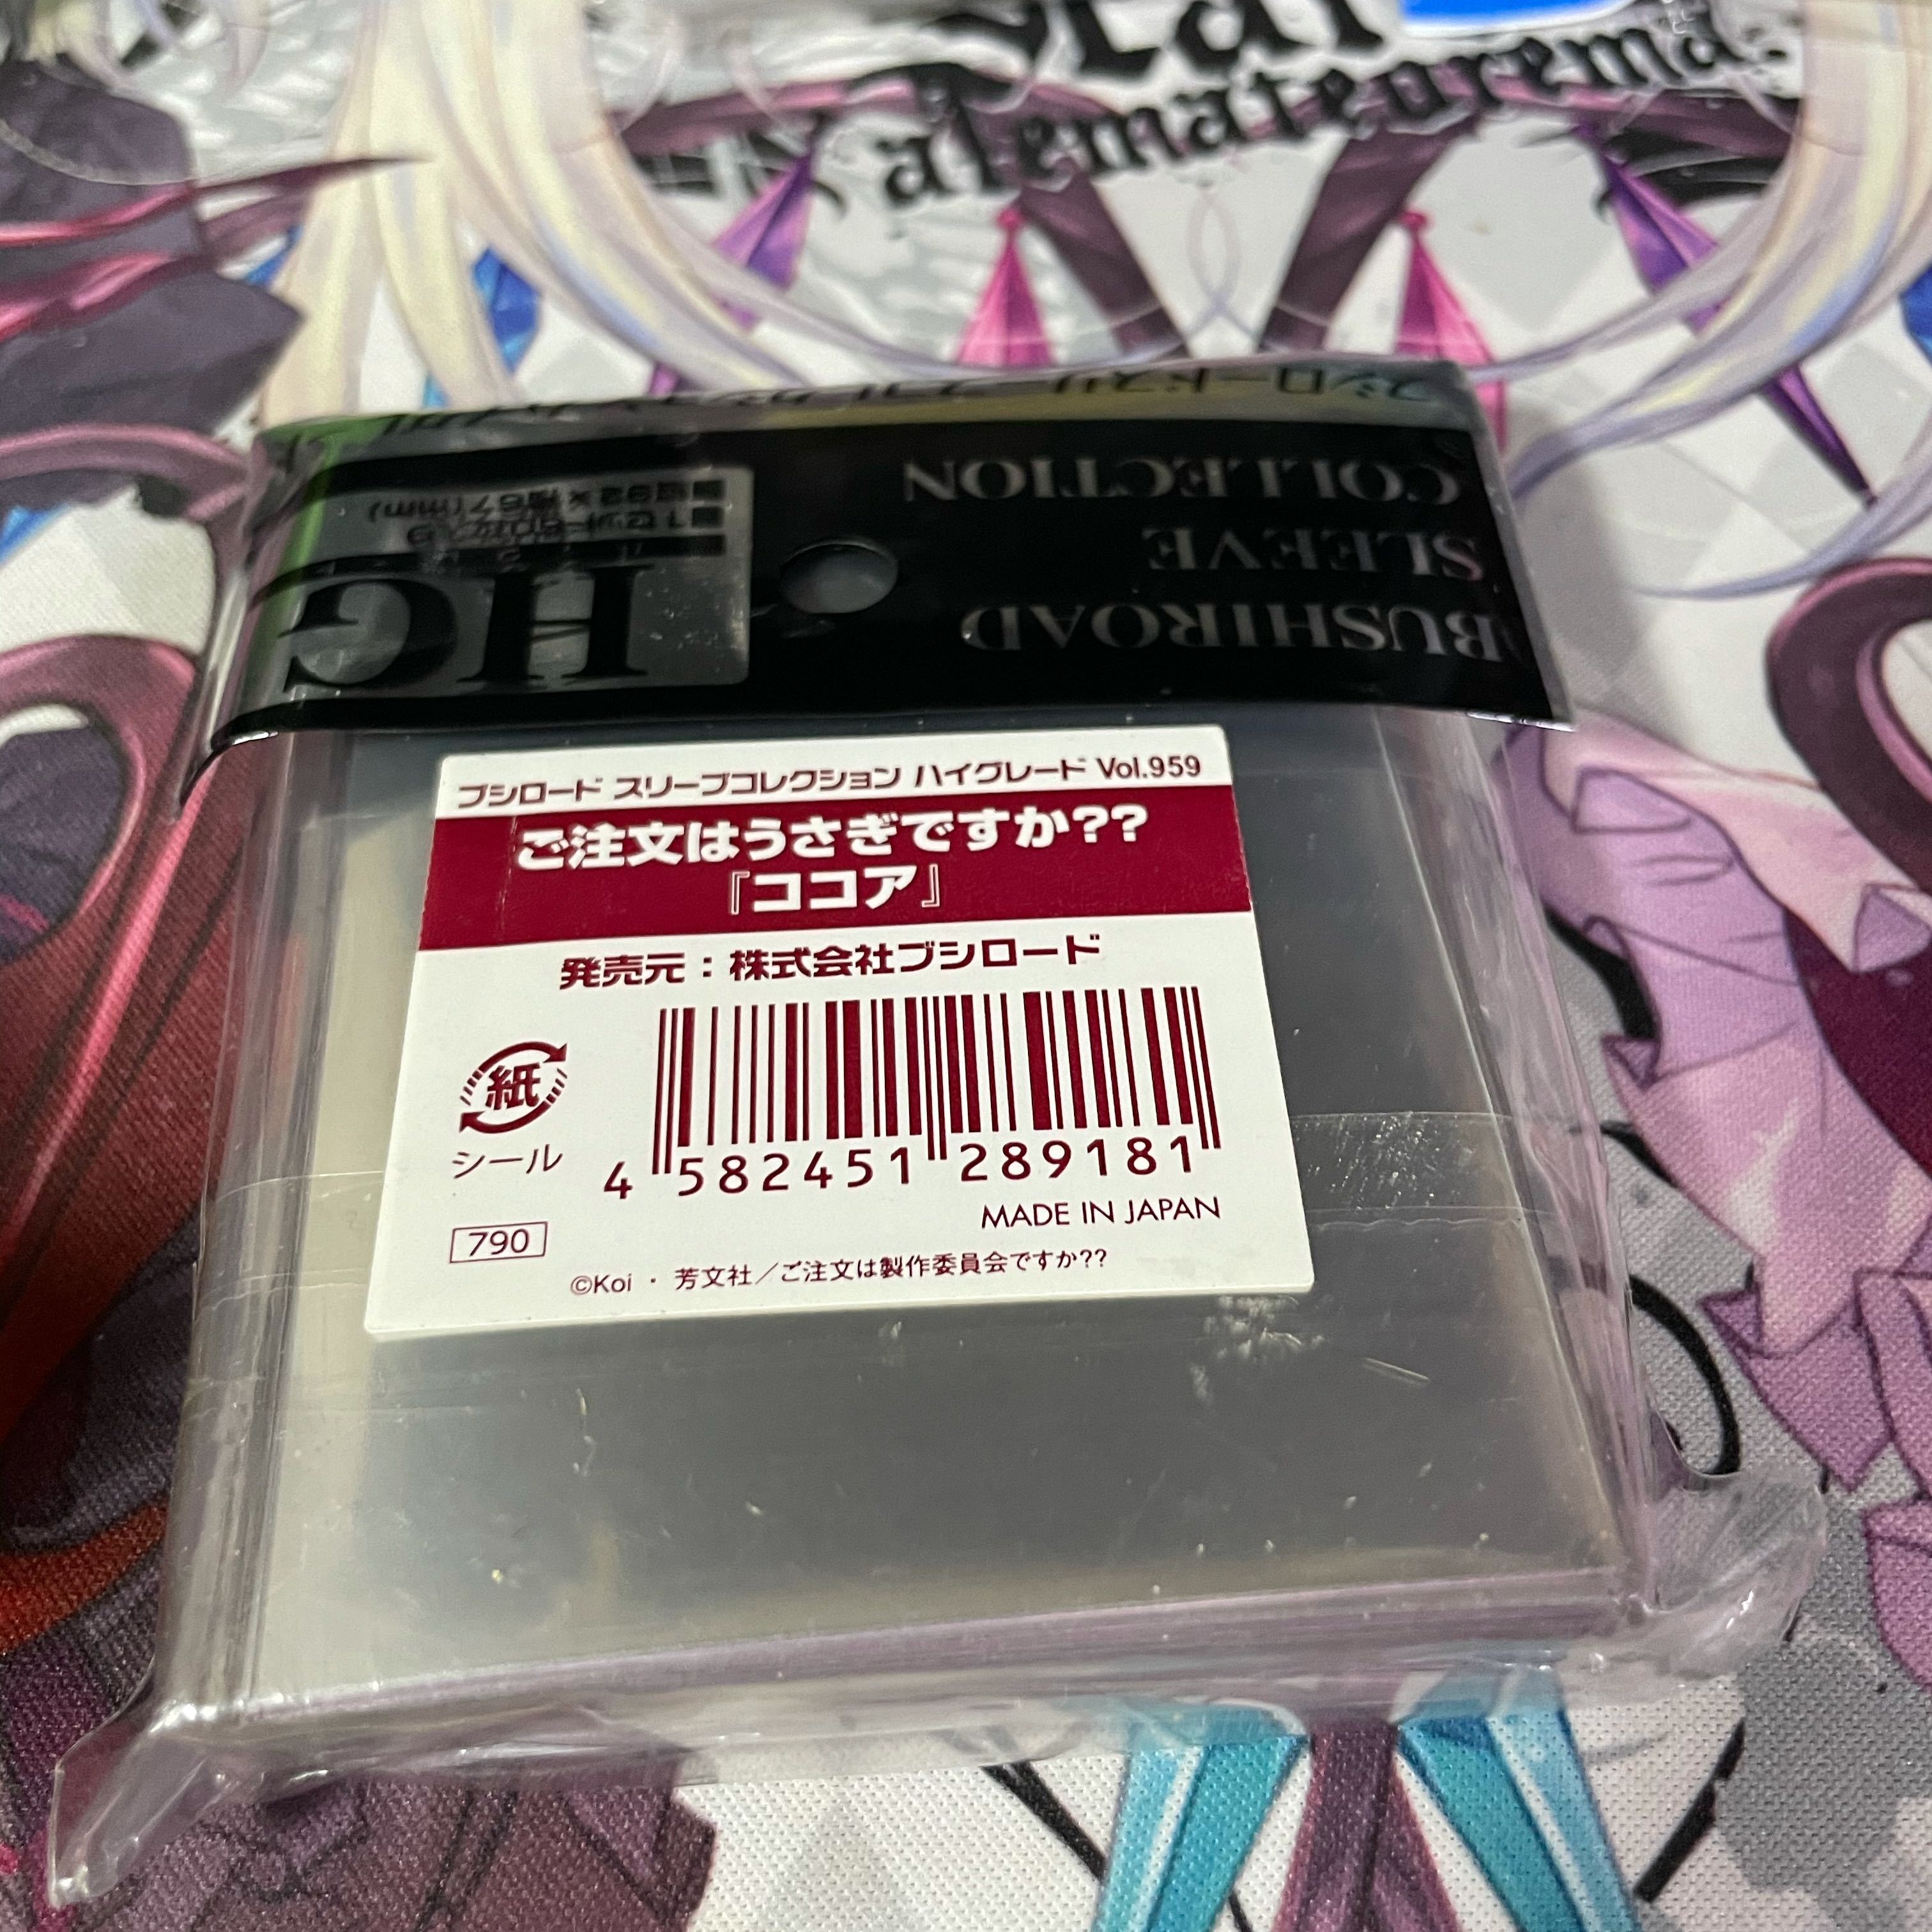 alemateorema
BUSHIROAD
SLEEVE
COLLECTION
HG
ブシロード スリーブコレクション ハイグレード Vol.959
ご注文はうさぎですか??
『ココア』
発売元：株式会社ブシロード
紙
シール
4 582451 289181
MADE IN JAPAN
790
©Koi ・ 芳文社／ご注文は製作委員会ですか??